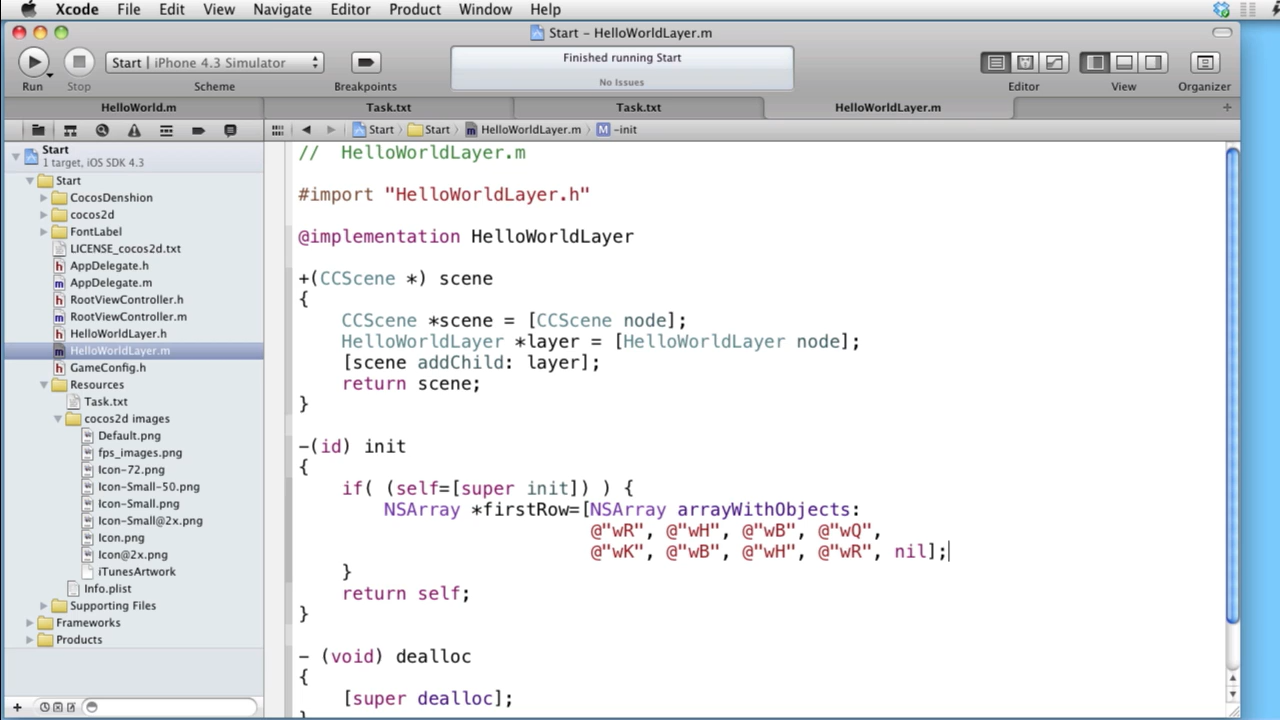 Xcode File Edit View Navigate Editor Product Window Help
Start - HelloWorldLayer.m
Start | iPhone 4.3 Simulator
Finished running Start
No Issues
Run Stop Scheme Breakpoints Editor View Organizer
HelloWorld.m Task.txt Task.txt HelloWorldLayer.m +
Start Start HelloWorldLayer.m M -init
Start
1 target, iOS SDK 4.3
Start
CocosDenshion
cocos2d
FontLabel
LICENSE_cocos2d.txt
h AppDelegate.h
m AppDelegate.m
h RootViewController.h
m RootViewController.m
h HelloWorldLayer.h
m HelloWorldLayer.m
h GameConfig.h
Resources
Task.txt
cocos2d images
Default.png
fps_images.png
Icon-72.png
Icon-Small-50.png
Icon-Small.png
Icon-Small@2x.png
Icon.png
Icon@2x.png
iTunesArtwork
Info.plist
Supporting Files
Frameworks
Products
// HelloWorldLayer.m
#import "HelloWorldLayer.h"
@implementation HelloWorldLayer
+(CCScene *) scene
{
CCScene *scene = [CCScene node];
HelloWorldLayer *layer = [HelloWorldLayer node];
[scene addChild: layer];
return scene;
}
-(id) init
{
if( (self=[super init]) ) {
NSArray *firstRow=[NSArray arrayWithObjects:
@"wR", @"wH", @"wB", @"wQ",
@"wK", @"wB", @"wH", @"wR", nil];
}
return self;
}
- (void) dealloc
{
[super dealloc];
}